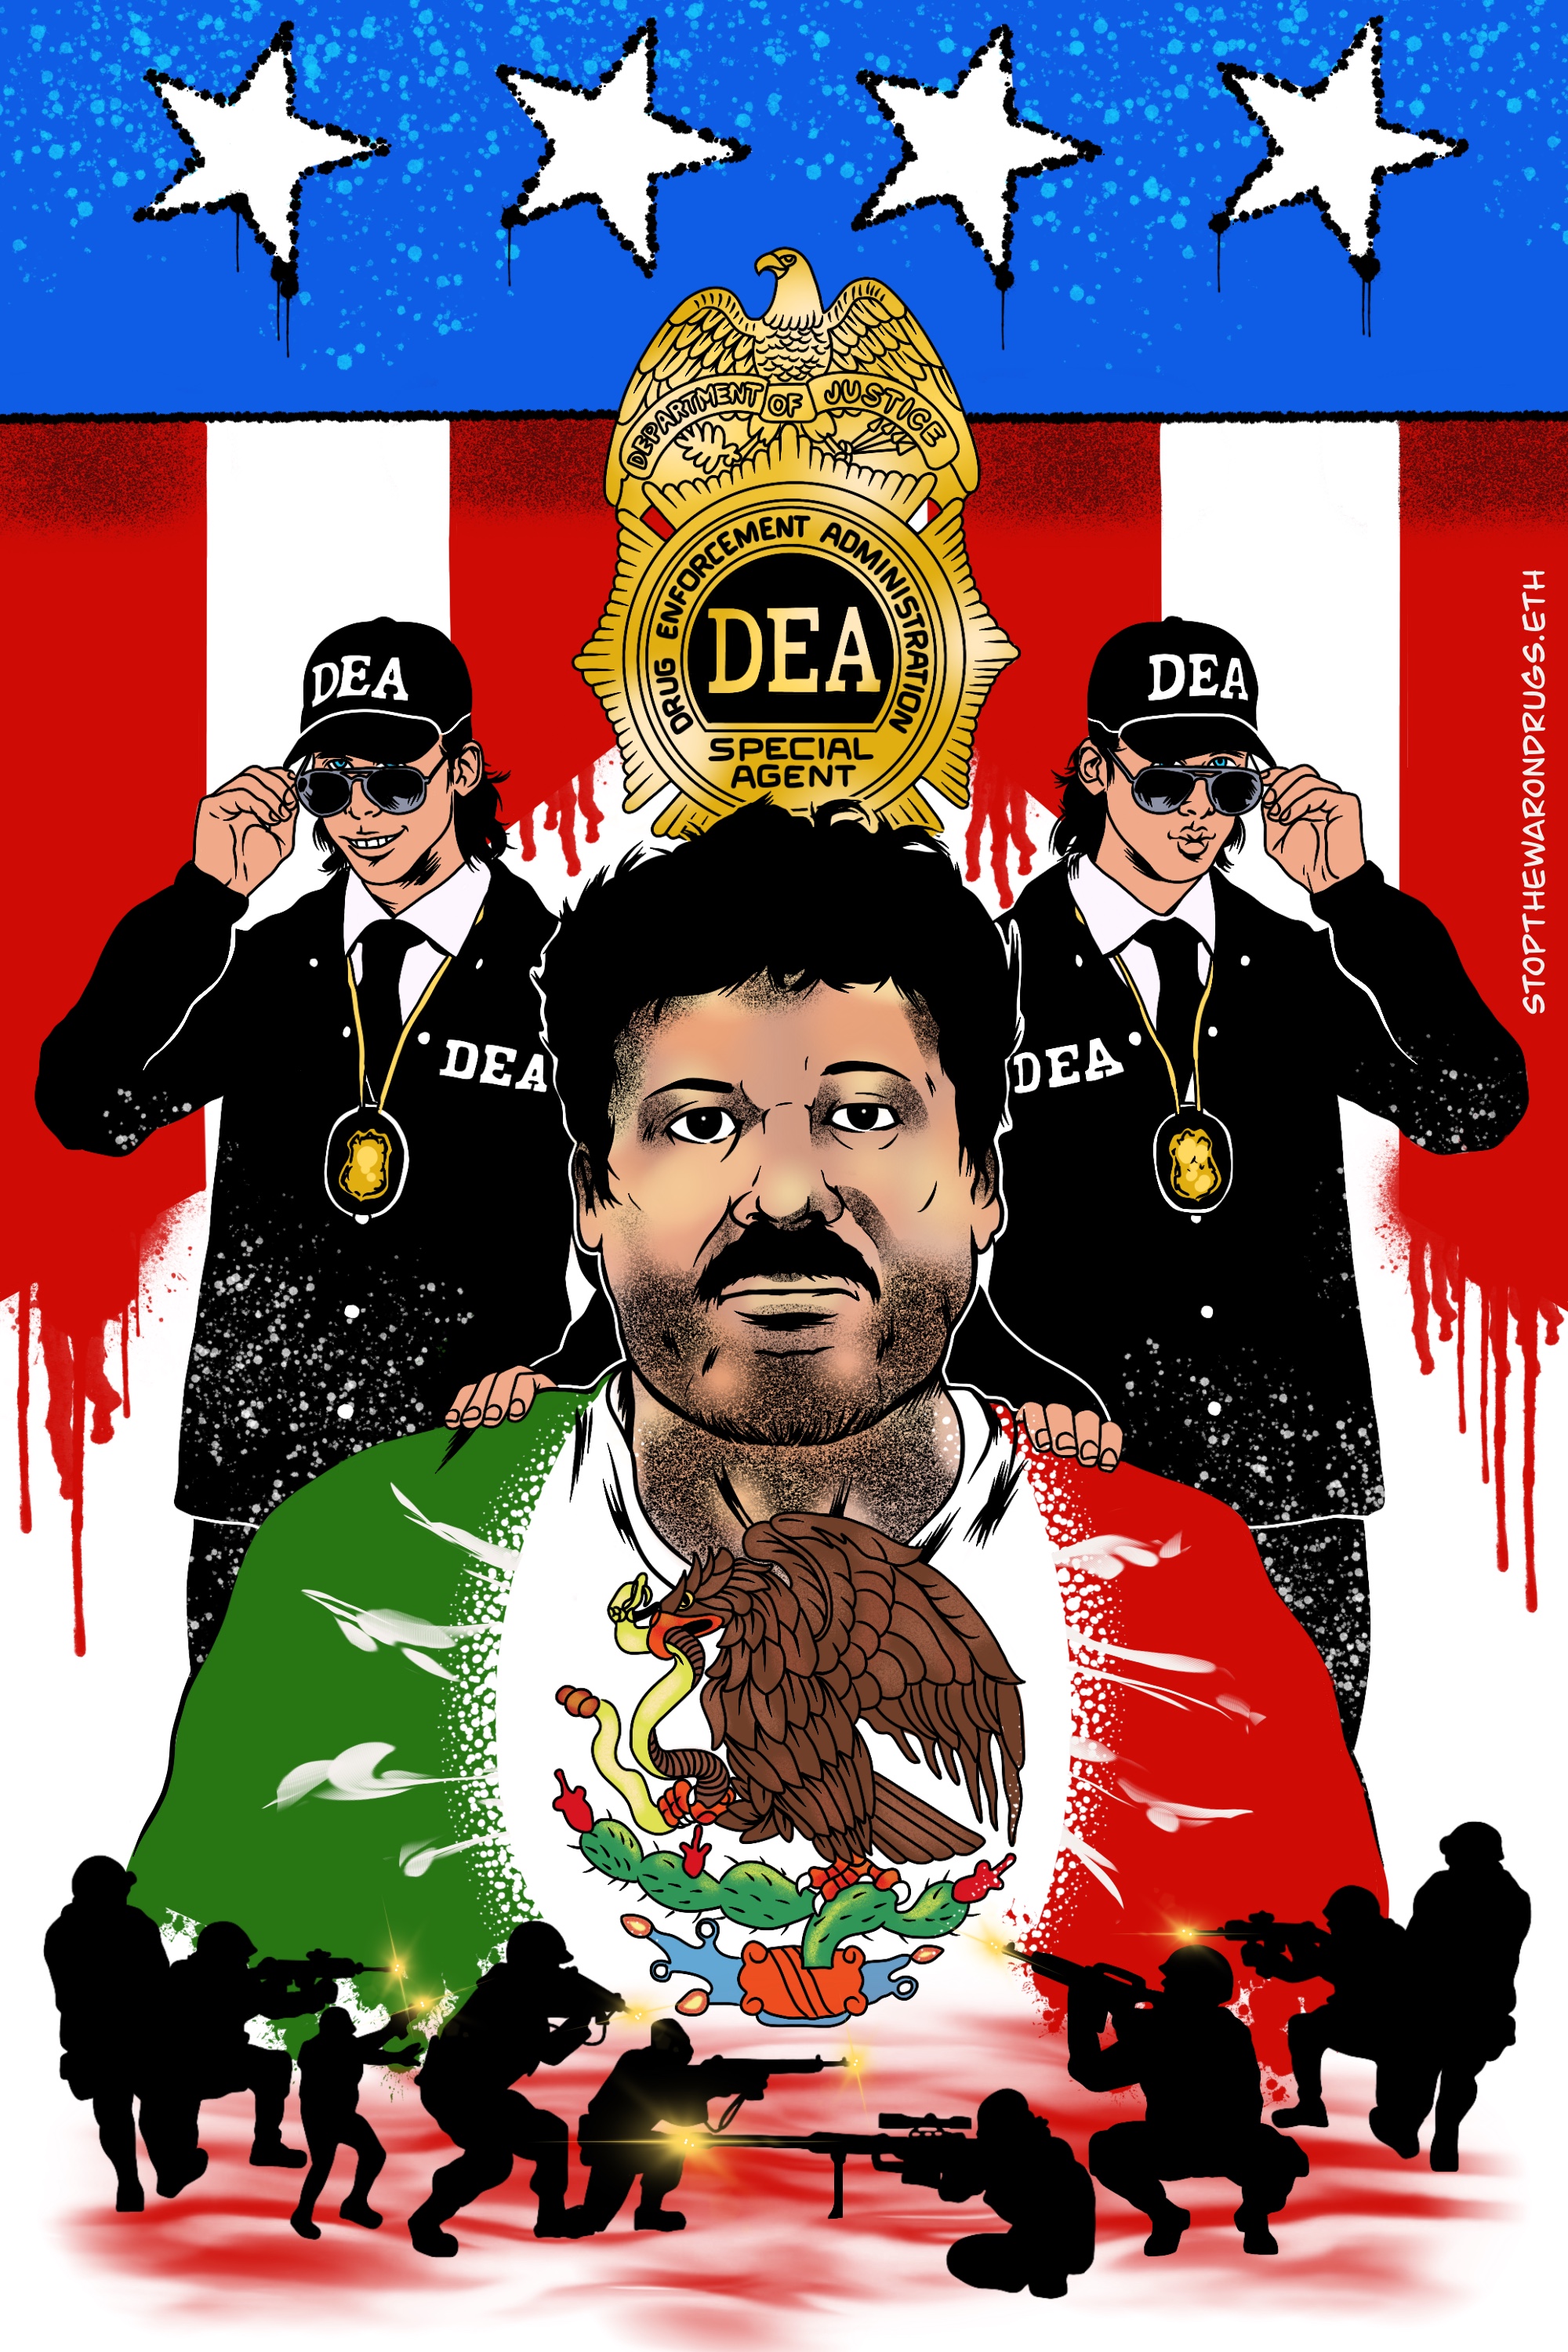 DEPARTMENT OF JUSTICE
DRUG ENFORCEMENT ADMINISTRATION
DEA
SPECIAL
AGENT
DEA
DEA
DEA
DEA
STOPTHEWARONDRUGS.ETH